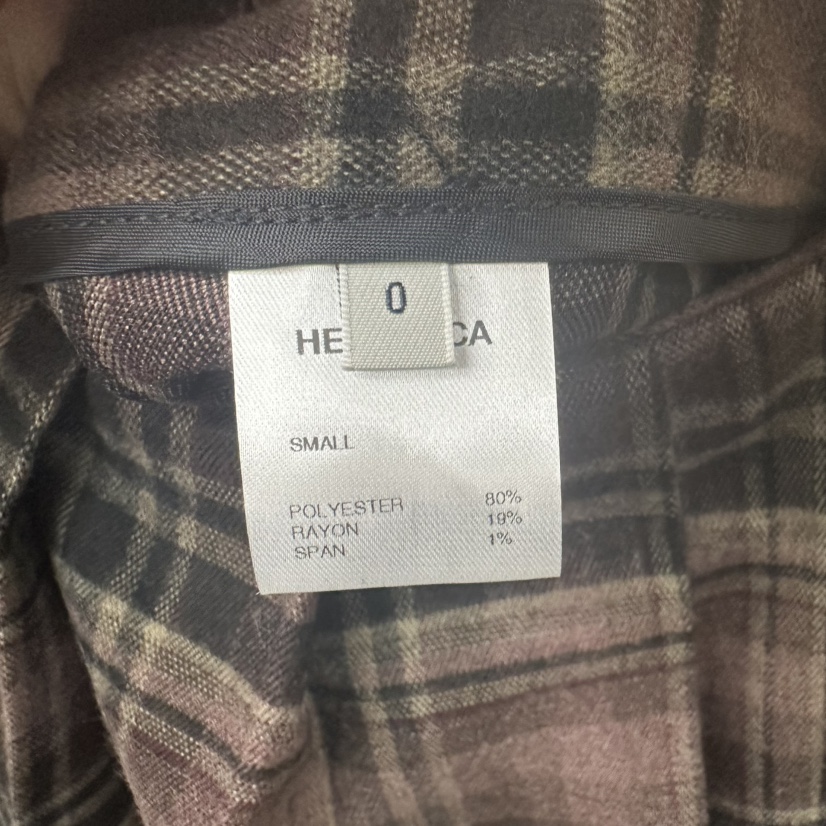 0
HE CA
SMALL
POLYESTER 80%
RAYON 19%
SPAN 1%